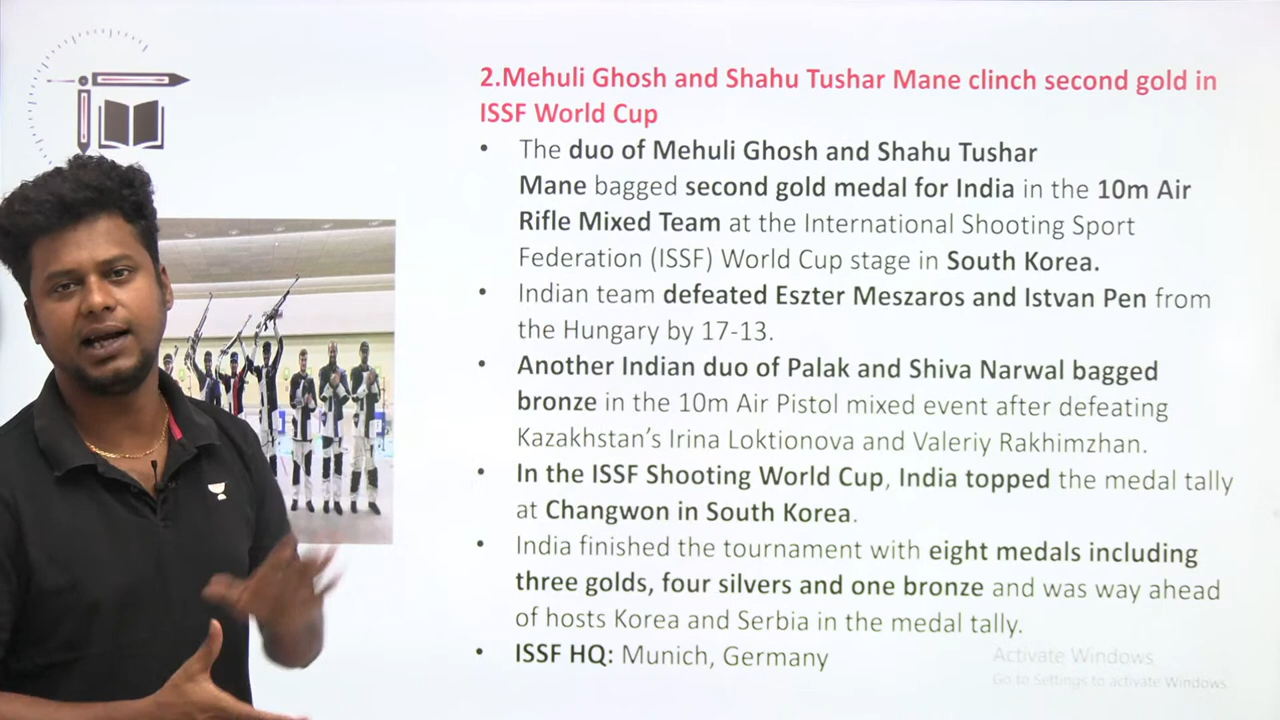 2.Mehuli Ghosh and Shahu Tushar Mane clinch second gold in
ISSF World Cup
• The duo of Mehuli Ghosh and Shahu Tushar
Mane bagged second gold medal for India in the 10m Air
Rifle Mixed Team at the International Shooting Sport
Federation (ISSF) World Cup stage in South Korea.
• Indian team defeated Eszter Meszaros and Istvan Pen from
the Hungary by 17-13.
• Another Indian duo of Palak and Shiva Narwal bagged
bronze in the 10m Air Pistol mixed event after defeating
Kazakhstan’s Irina Loktionova and Valeriy Rakhimzhan.
• In the ISSF Shooting World Cup, India topped the medal tally
at Changwon in South Korea.
• India finished the tournament with eight medals including
three golds, four silvers and one bronze and was way ahead
of hosts Korea and Serbia in the medal tally.
• ISSF HQ: Munich, Germany
Activate Windows
Go to Settings to activate Windows.